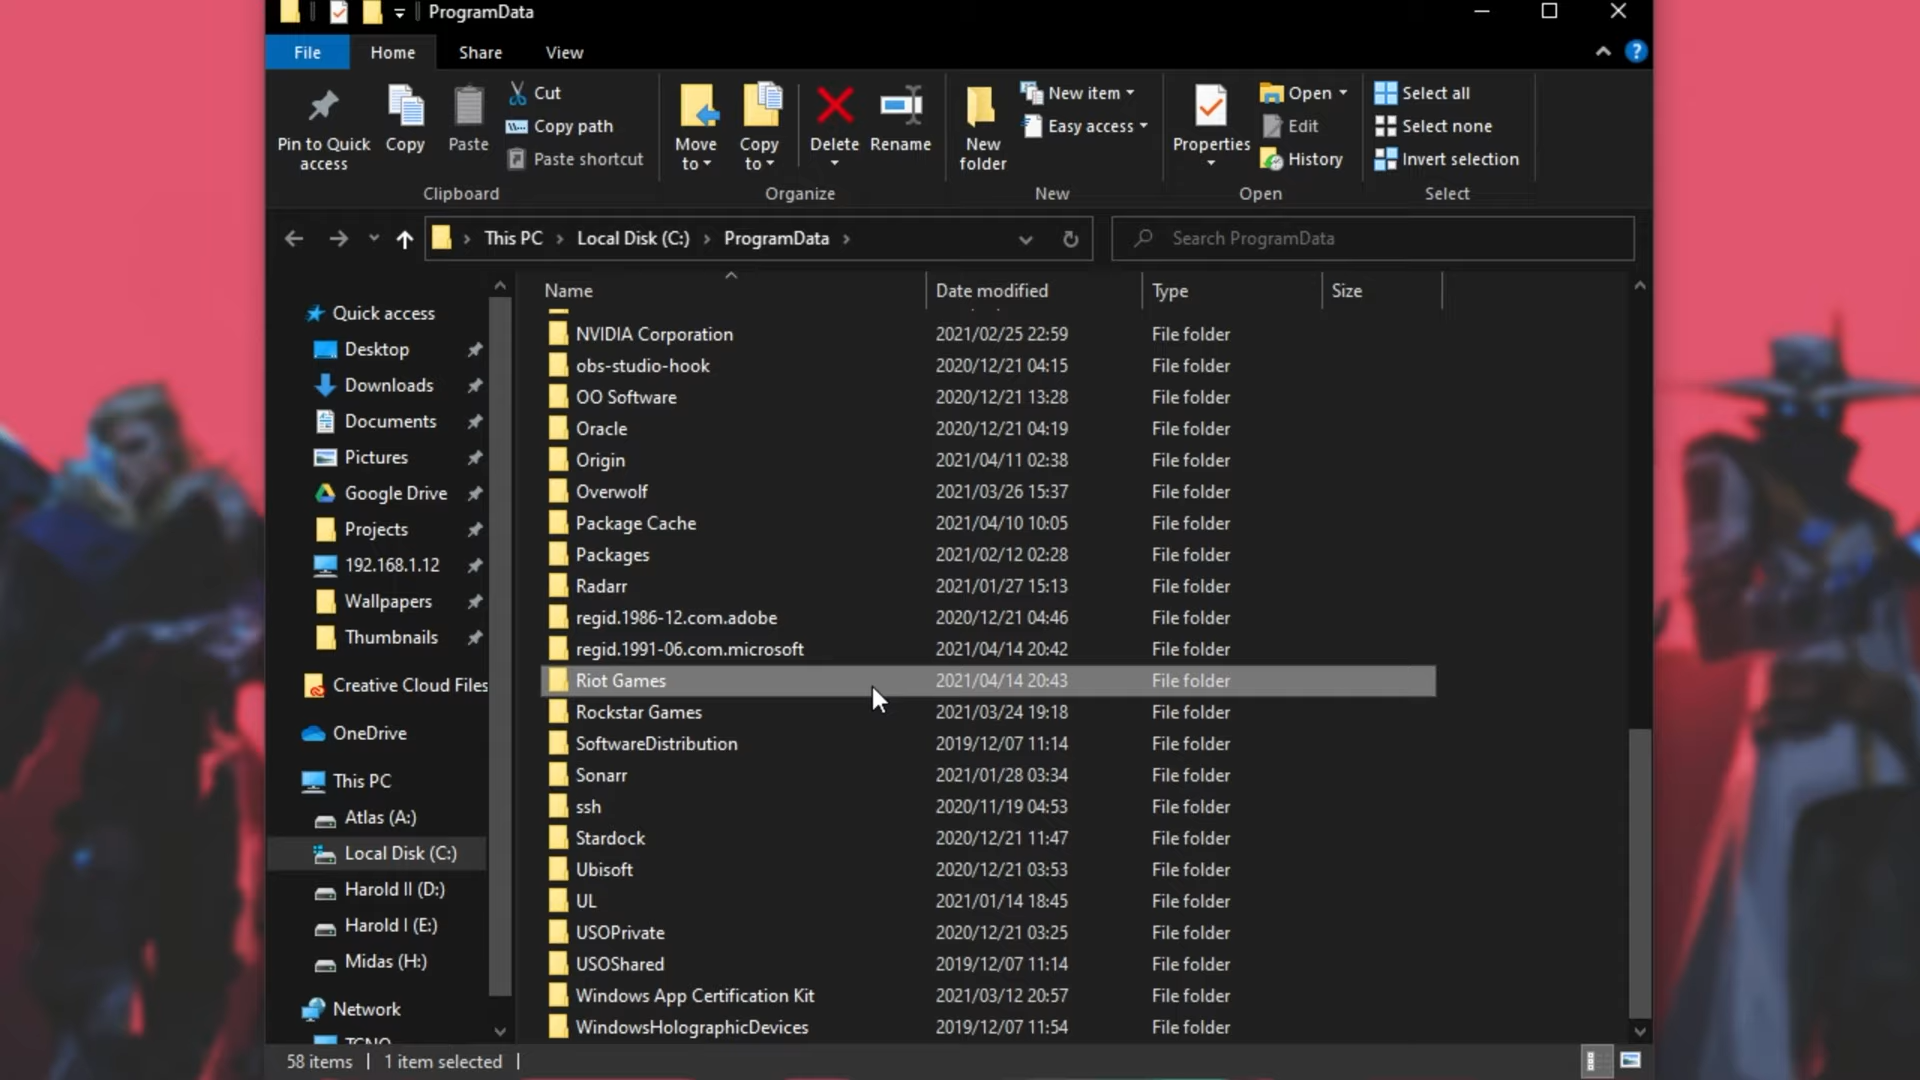 ProgramData
File Home Share View
Pin to Quick access
Copy
Paste
Cut
Copy path
Paste shortcut
Clipboard
Move to
Copy to
Delete
Rename
Organize
New folder
New item
Easy access
New
Properties
Open
Edit
History
Open
Select all
Select none
Invert selection
Select
This PC > Local Disk (C:) > ProgramData >
Search ProgramData
Quick access
Desktop
Downloads
Documents
Pictures
Google Drive
Projects
192.168.1.12
Wallpapers
Thumbnails
Creative Cloud Files
OneDrive
This PC
Atlas (A:)
Local Disk (C:)
Harold II (D:)
Harold I (E:)
Midas (H:)
Network
Name Date modified Type Size
NVIDIA Corporation 2021/02/25 22:59 File folder
obs-studio-hook 2020/12/21 04:15 File folder
OO Software 2020/12/21 13:28 File folder
Oracle 2020/12/21 04:19 File folder
Origin 2021/04/11 02:38 File folder
Overwolf 2021/03/26 15:37 File folder
Package Cache 2021/04/10 10:05 File folder
Packages 2021/02/12 02:28 File folder
Radarr 2021/01/27 15:13 File folder
regid.1986-12.com.adobe 2020/12/21 04:46 File folder
regid.1991-06.com.microsoft 2021/04/14 20:42 File folder
Riot Games 2021/04/14 20:43 File folder
Rockstar Games 2021/03/24 19:18 File folder
SoftwareDistribution 2019/12/07 11:14 File folder
Sonarr 2021/01/28 03:34 File folder
ssh 2020/11/19 04:53 File folder
Stardock 2020/12/21 11:47 File folder
Ubisoft 2020/12/21 03:53 File folder
UL 2021/01/14 18:45 File folder
USOPrivate 2020/12/21 03:25 File folder
USOShared 2019/12/07 11:14 File folder
Windows App Certification Kit 2021/03/12 20:57 File folder
WindowsHolographicDevices 2019/12/07 11:54 File folder
58 items | 1 item selected |